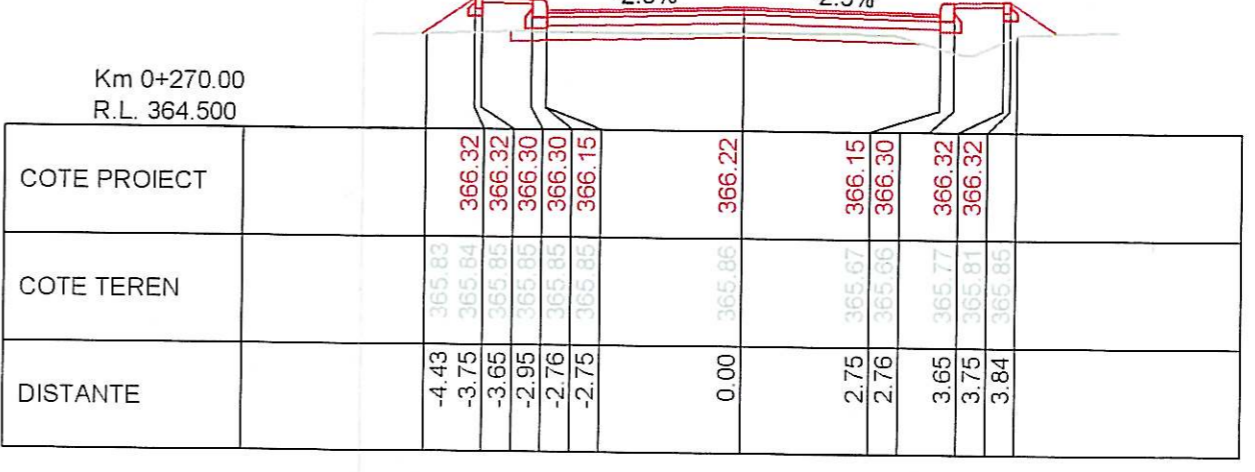 2.5%
Km 0+270.00
R.L. 364.500
COTE PROIECT 366.32 366.32 366.30 366.30 366.15 366.22 366.15 366.30 366.32 366.32
COTE TEREN 365.83 365.84 365.85 365.85 365.85 365.85 365.86 365.67 365.66 365.77 365.81 365.85
DISTANTE -4.43 -3.75 -3.65 -2.95 -2.76 -2.75 0.00 2.75 2.76 3.65 3.75 3.84